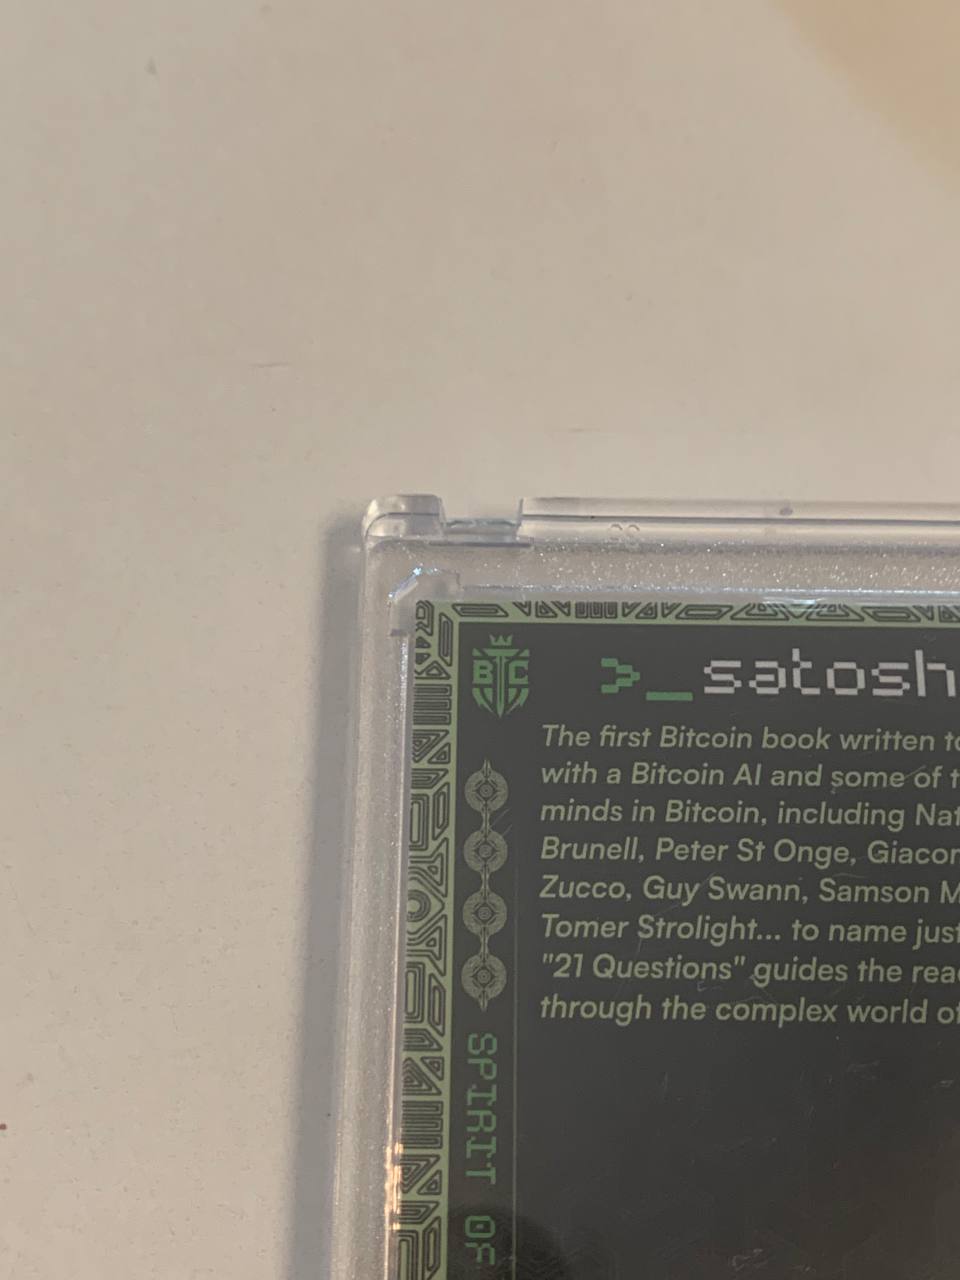 BTC
>_satosh
The first Bitcoin book written to
with a Bitcoin AI and some of t
minds in Bitcoin, including Nat
Brunell, Peter St Onge, Giacom
Zucco, Guy Swann, Samson M
Tomer Strolight... to name just
"21 Questions" guides the rea
through the complex world of
SPIRIT OF